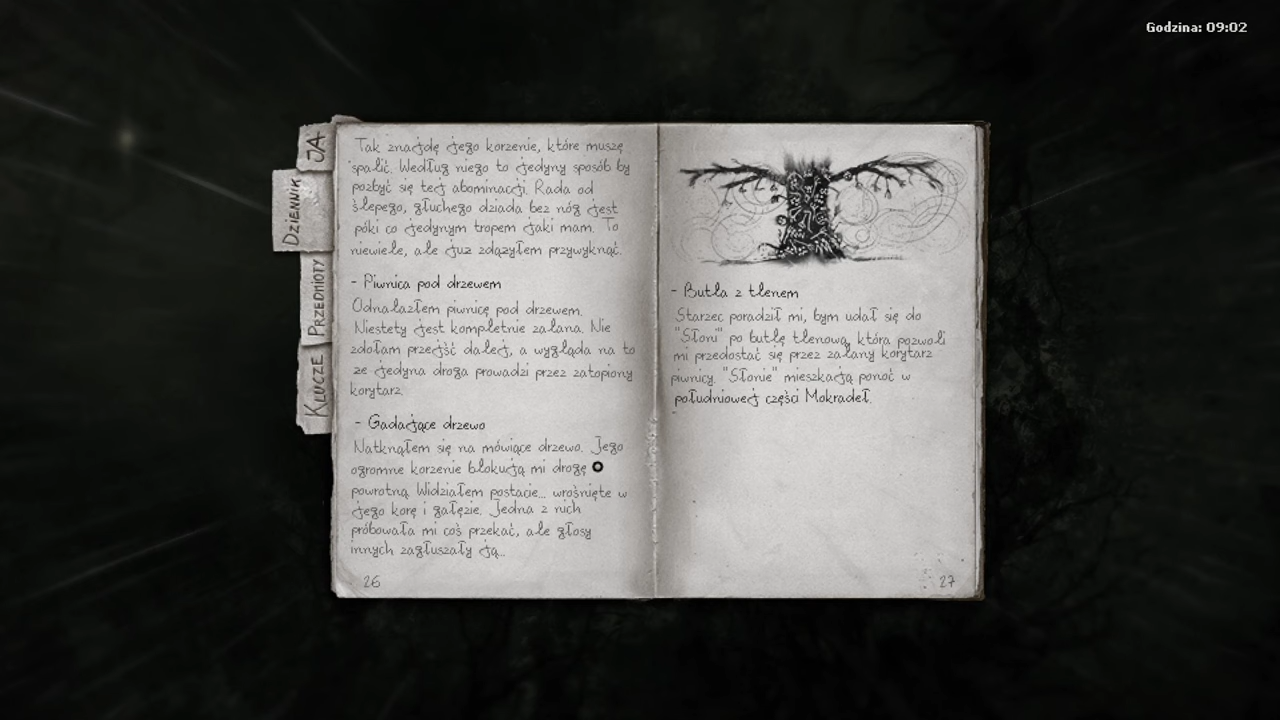 Godzina: 09:02
JA
DZIENNIK
PRZEDMIOTY
KLUCZE
Tak znajdę jego korzenie, które muszę
spalić. Według niego to jedyny sposób by
pozbyć się tej abominacji. Rada od
ślepego, głuchego dziada bez nóg jest
póki co jedynym tropem jaki mam. To
niewiele, ale już zdążyłem przywyknąć.
- Piwnica pod drzewem
Odnalazłem piwnicę pod drzewem.
Niestety jest kompletnie zalana. Nie
zdołam przejść dalej, a wygląda na to
że jedyna droga prowadzi przez zatopiony
korytarz.
- Gadające drzewo
Natknąłem się na mówiące drzewo. Jego
ogromne korzenie blokują mi drogę
powrotną. Widziałem postacie... wrośnięte w
jego korę i gałęzie. Jedna z nich
próbowała mi coś przekać, ale głosy
innych zagłuszały ją...
26
- Butla z tlenem
Starzec poradził mi, bym udał się do
"Słoni" po butlę tlenową, która pozwoli
mi przedostać się przez zalany korytarz
piwnicy. "Słonie" mieszkają ponoć w
południowej części Mokradeł.
-
27